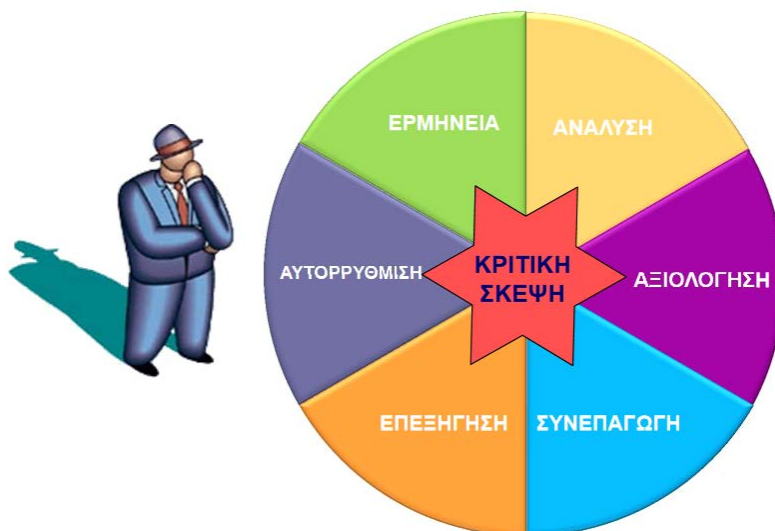 ΕΡΜΗΝΕΙΑ
ΑΝΑΛΥΣΗ
ΑΥΤΟΡΡΥΘΜΙΣΗ
ΚΡΙΤΙΚΗ
ΣΚΕΨΗ
ΑΞΙΟΛΟΓΗΣΗ
ΕΠΕΞΗΓΗΣΗ
ΣΥΝΕΠΑΓΩΓΗ